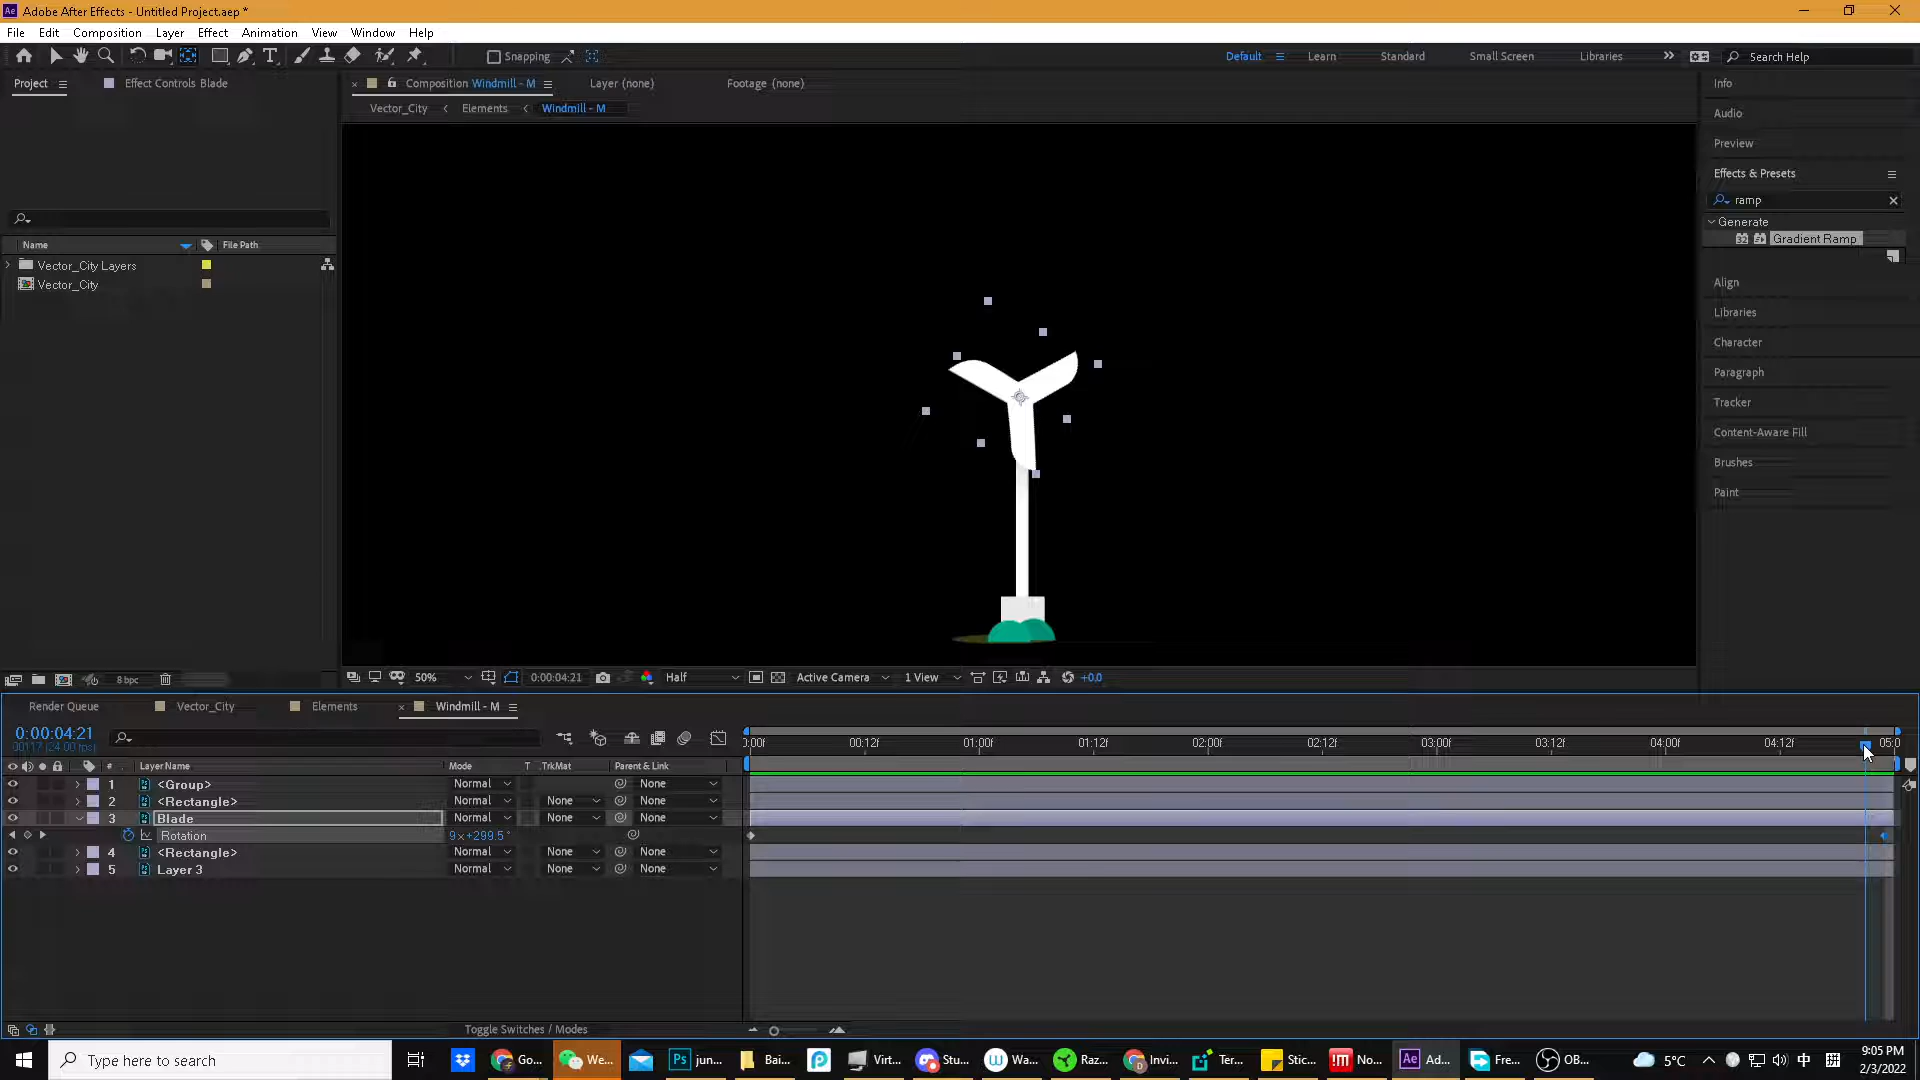 Adobe After Effects - Untitled Project.aep *
File Edit Composition Layer Effect Animation View Window Help
Snapping
Default Learn Standard Small Screen Libraries Search Help
Project Effect Controls Blade
Composition Windmill - M Layer (none) Footage (none)
Vector_City Elements Windmill - M
Name File Path
Vector_City Layers
Vector_City
8 bpc
50% 0:00:04:21 Half Active Camera 1 View +0.0
Info
Audio
Preview
Effects & Presets
ramp
Generate
32 Gradient Ramp
Align
Libraries
Character
Paragraph
Tracker
Content-Aware Fill
Brushes
Paint
Render Queue Vector_City Elements Windmill - M
0:00:04:21
00117 (24.00 fps)
:00f 00:12f 01:00f 01:12f 02:00f 02:12f 03:00f 03:12f 04:00f 04:12f 05:0
# Layer Name Mode T .TrkMat Parent & Link
1 <Group> Normal None
2 <Rectangle> Normal None None
3 Blade Normal None None
Rotation 9x+299.5°
4 <Rectangle> Normal None None
5 Layer 3 Normal None None
Toggle Switches / Modes
Type here to search
Go... We... Ps jun... Bai... Virt... Stu... Wa... Raz... Invi... Ter... Stic... No... Ae Ad... Fre... OB...
5°C 中
9:05 PM
2/3/2022